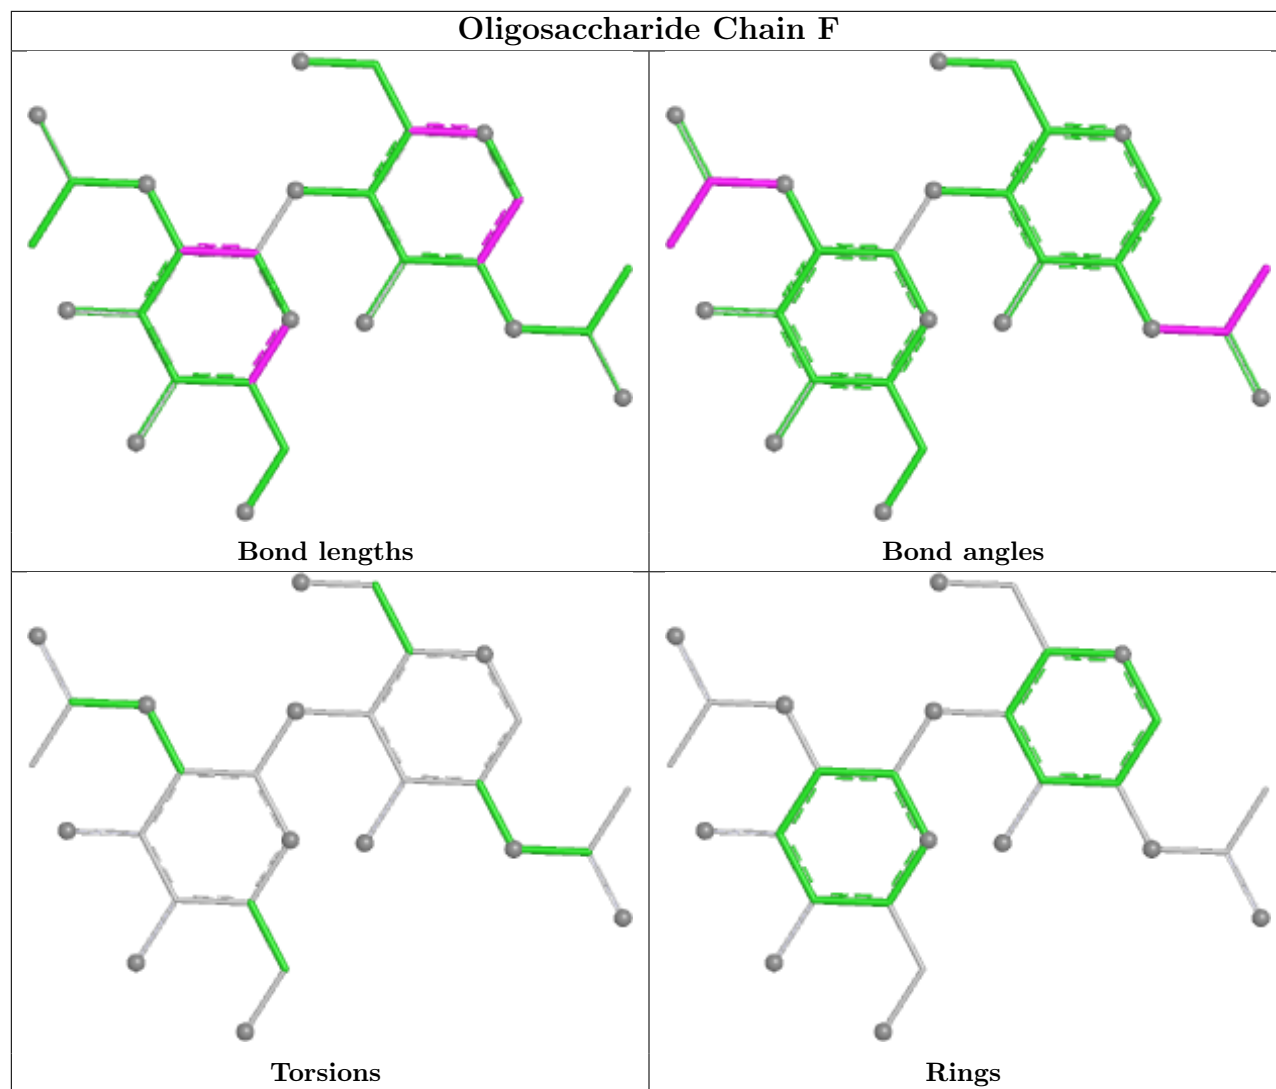 Oligosaccharide Chain F
Bond lengths
Bond angles
Torsions
Rings